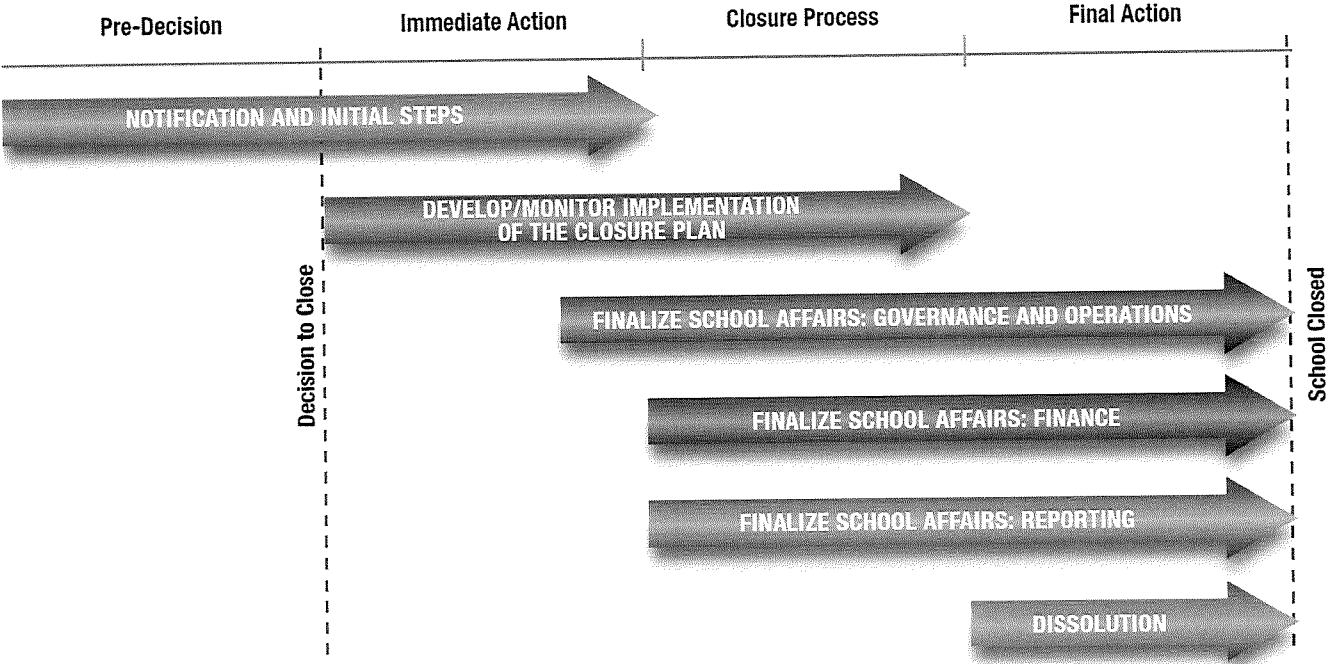 Pre-Decision
Immediate Action
Closure Process
Final Action
NOTIFICATION AND INITIAL STEPS
DEVELOP/MONITOR IMPLEMENTATION
OF THE CLOSURE PLAN
Decision to Close
FINALIZE SCHOOL AFFAIRS: GOVERNANCE AND OPERATIONS
School Closed
FINALIZE SCHOOL AFFAIRS: FINANCE
FINALIZE SCHOOL AFFAIRS: REPORTING
DISSOLUTION